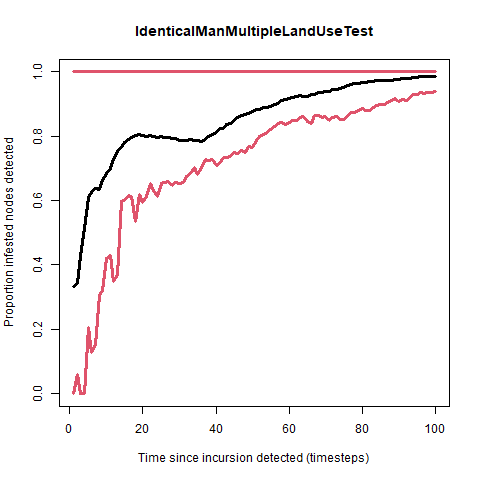 IdenticalManMultipleLandUseTest
1.0
0.8
0.6
0.4
0.2
0.0
Proportion infested nodes detected
0 20 40 60 80 100
Time since incursion detected (timesteps)